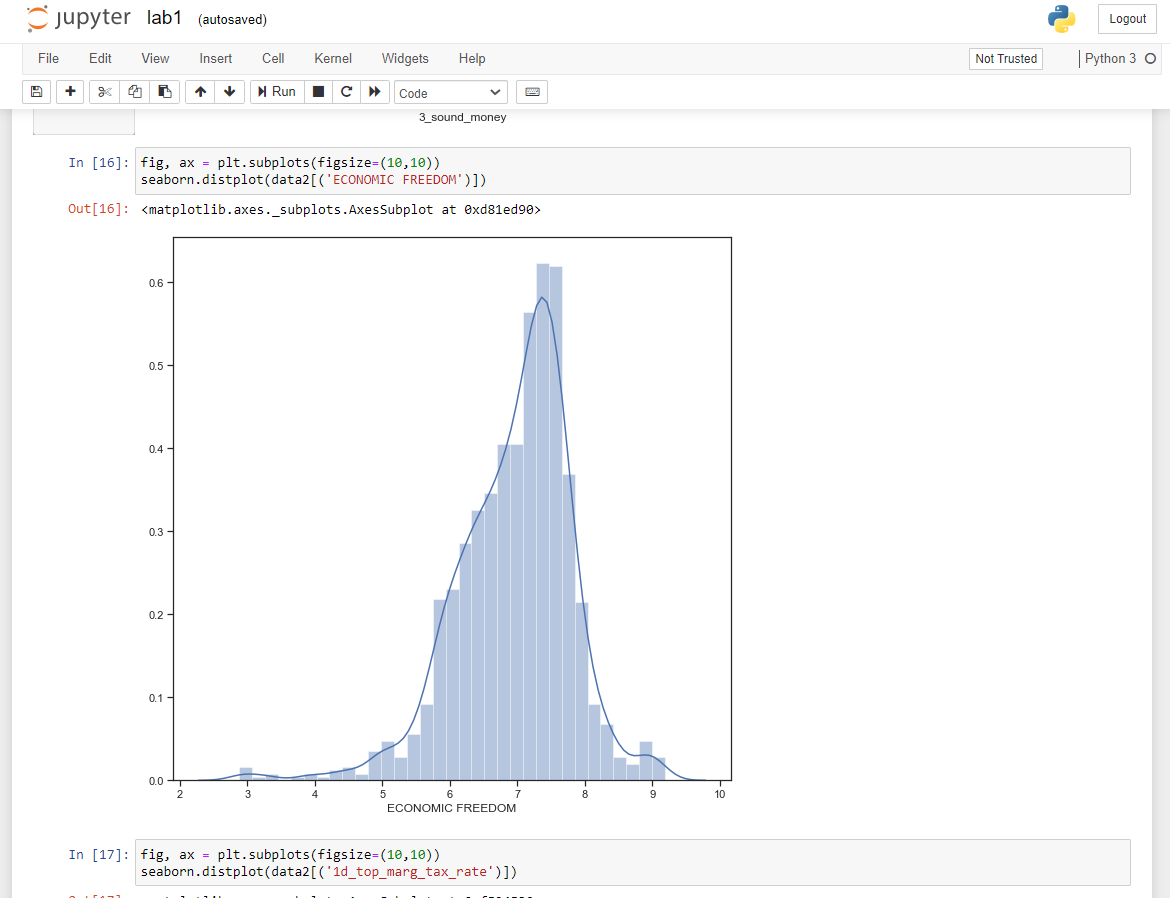 jupyter lab1 (autosaved) Logout
File Edit View Insert Cell Kernel Widgets Help Not Trusted Python 3
Run Code
3_sound_money
In [16]: fig, ax = plt.subplots(figsize=(10,10))
seaborn.distplot(data2[('ECONOMIC FREEDOM')])
Out[16]: <matplotlib.axes._subplots.AxesSubplot at 0xd81ed90>
0.6
0.5
0.4
0.3
0.2
0.1
0.0
2 3 4 5 6 7 8 9 10
ECONOMIC FREEDOM
In [17]: fig, ax = plt.subplots(figsize=(10,10))
seaborn.distplot(data2[('1d_top_marg_tax_rate')])